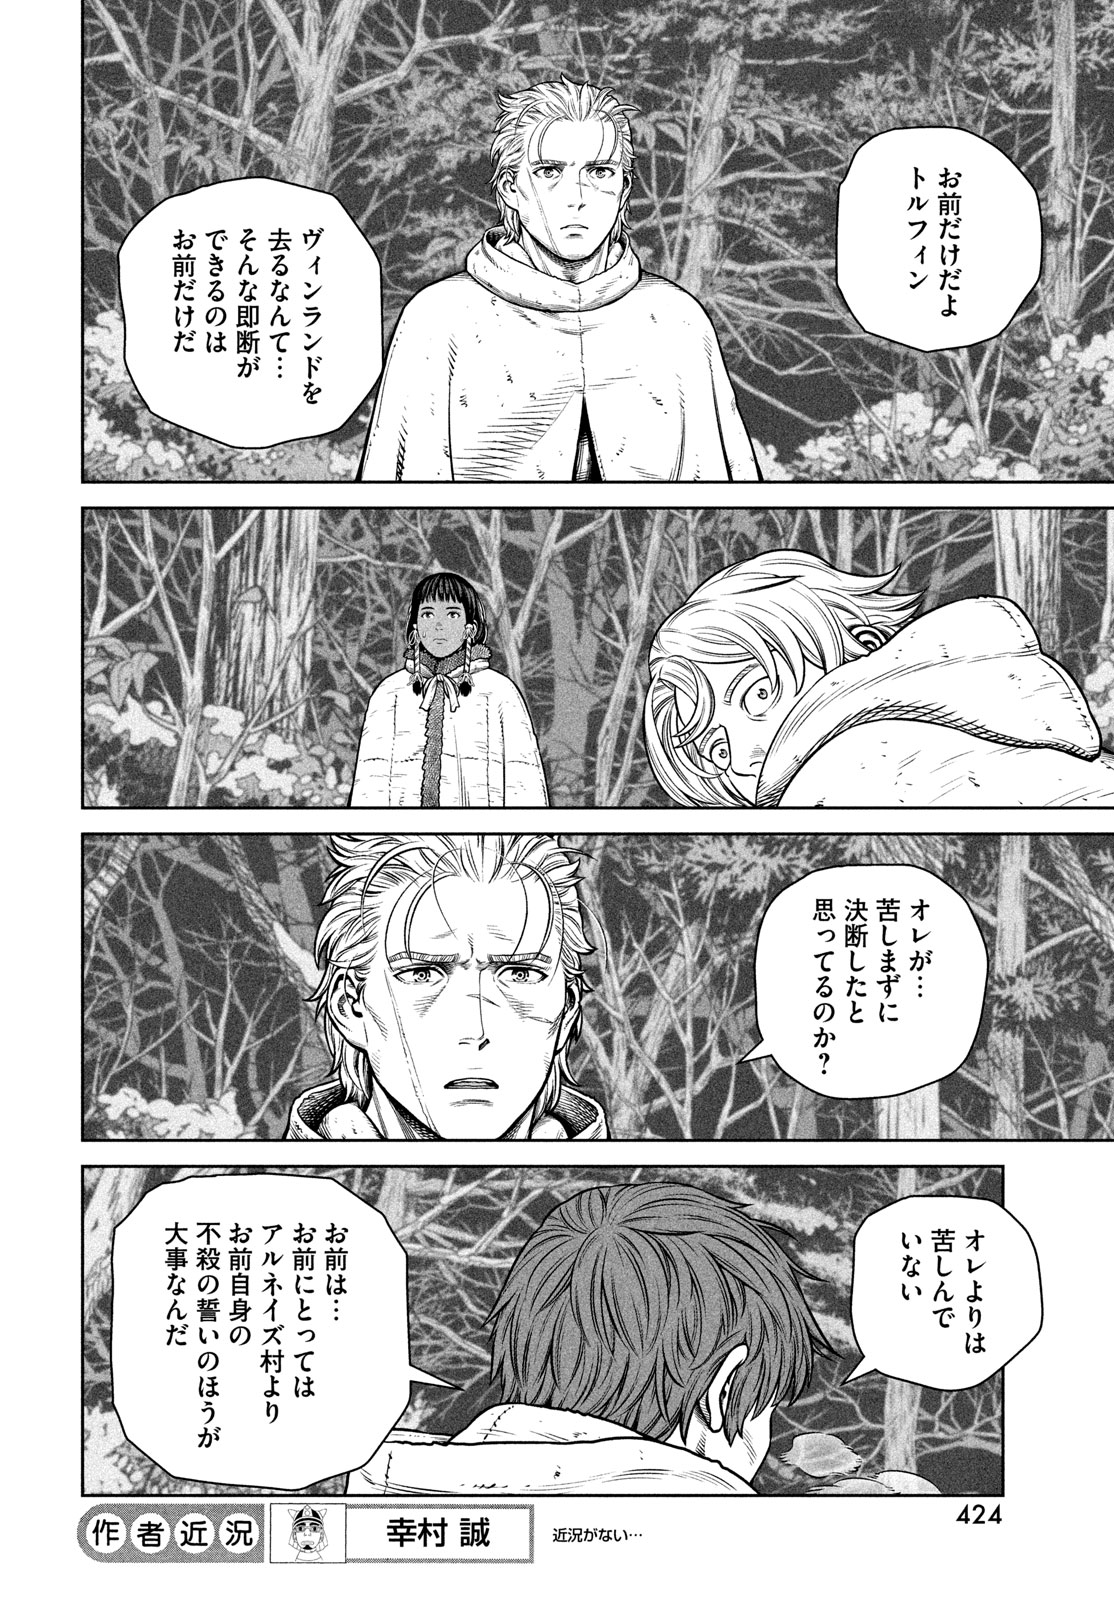 お前だけだよ
トルフィン
ヴィンランドを
去るなんて…
そんな即断が
できるのは
お前だけだ
オレが…
苦しまずに
決断したと
思ってるのか?
オレよりは
苦しんで
いない
お前は…
お前にとっては
アルネイズ村より
お前自身の
不殺の誓いのほうが
大事なんだ
作者近況
幸村 誠
近況がない…
424